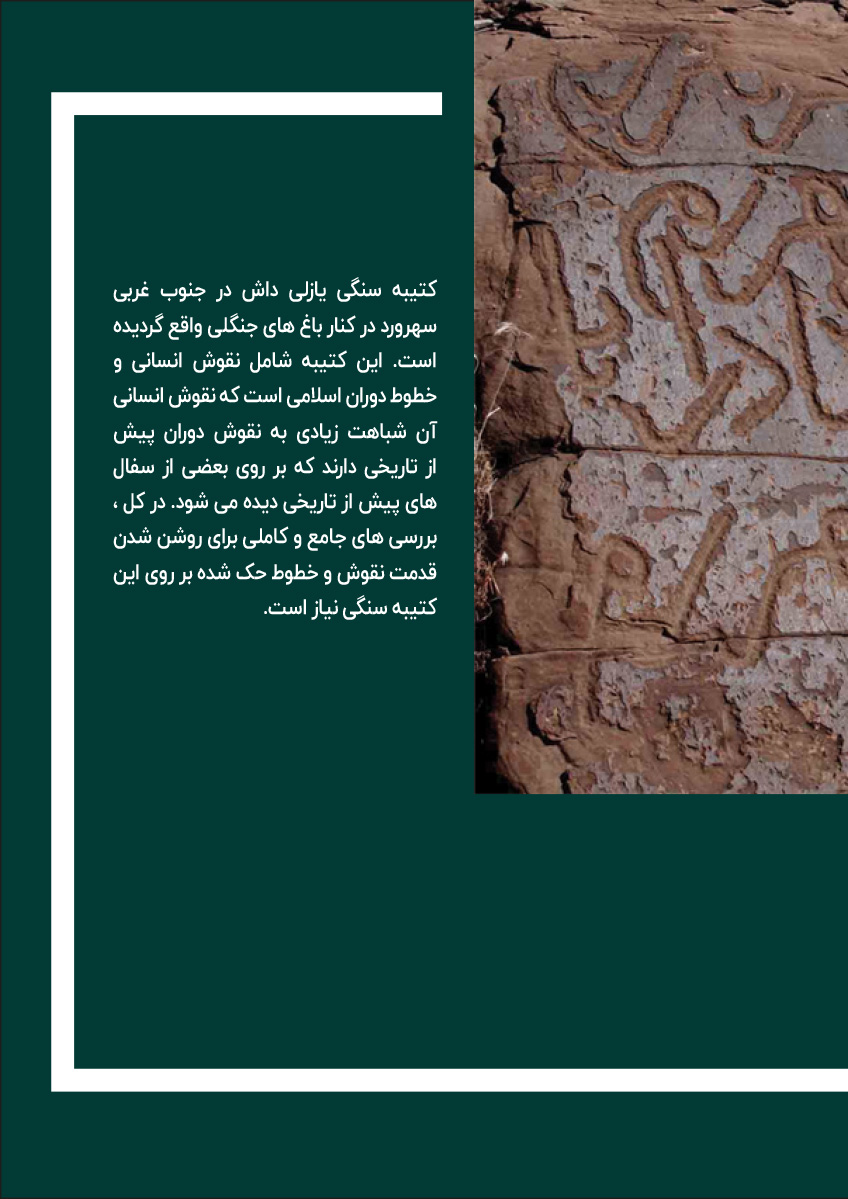 کتیبه سنگی یازلی داش در جنوب غربی
سهرورد در کنار باغ های جنگلی واقع گردیده
است. این کتیبه شامل نقوش انسانی و
خطوط دوران اسلامی است که نقوش انسانی
آن شباهت زیادی به نقوش دوران پیش
از تاریخی دارند که بر روی بعضی از سفال
های پیش از تاریخی دیده می شود. در کل ،
بررسی های جامع و کاملی برای روشن شدن
قدمت نقوش و خطوط حک شده بر روی این
کتیبه سنگی نیاز است.